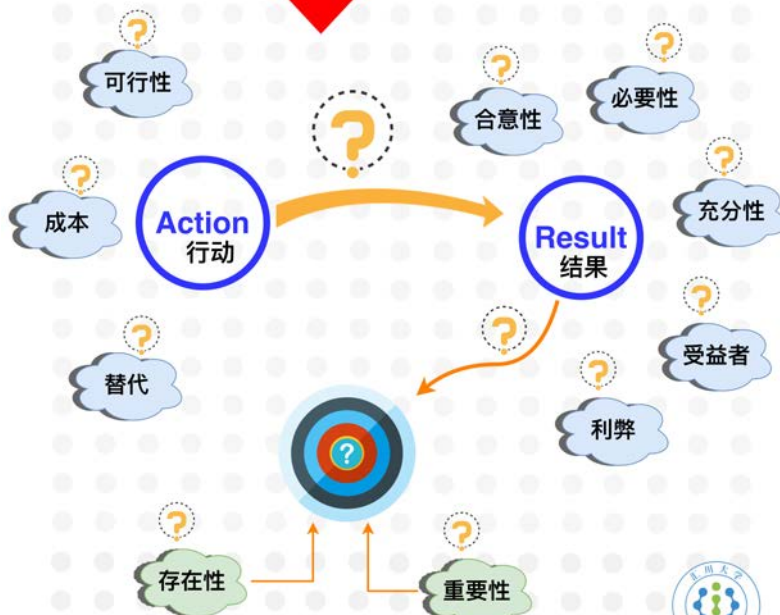 可行性
合意性
必要性
成本
Action
行动
Result
结果
充分性
替代
受益者
利弊
?
存在性
重要性